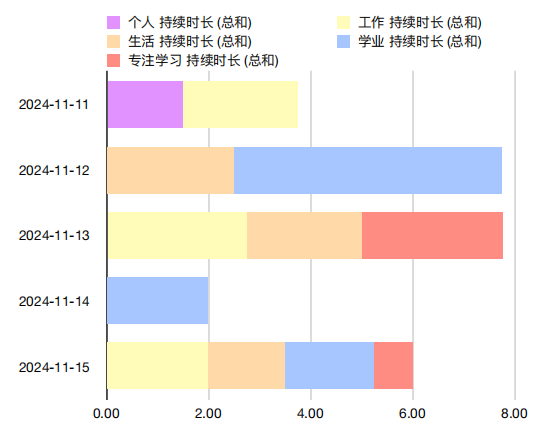 个人 持续时长 (总和)
工作 持续时长 (总和)
生活 持续时长 (总和)
学业 持续时长 (总和)
专注学习 持续时长 (总和)
2024-11-11
2024-11-12
2024-11-13
2024-11-14
2024-11-15
0.00 2.00 4.00 6.00 8.00